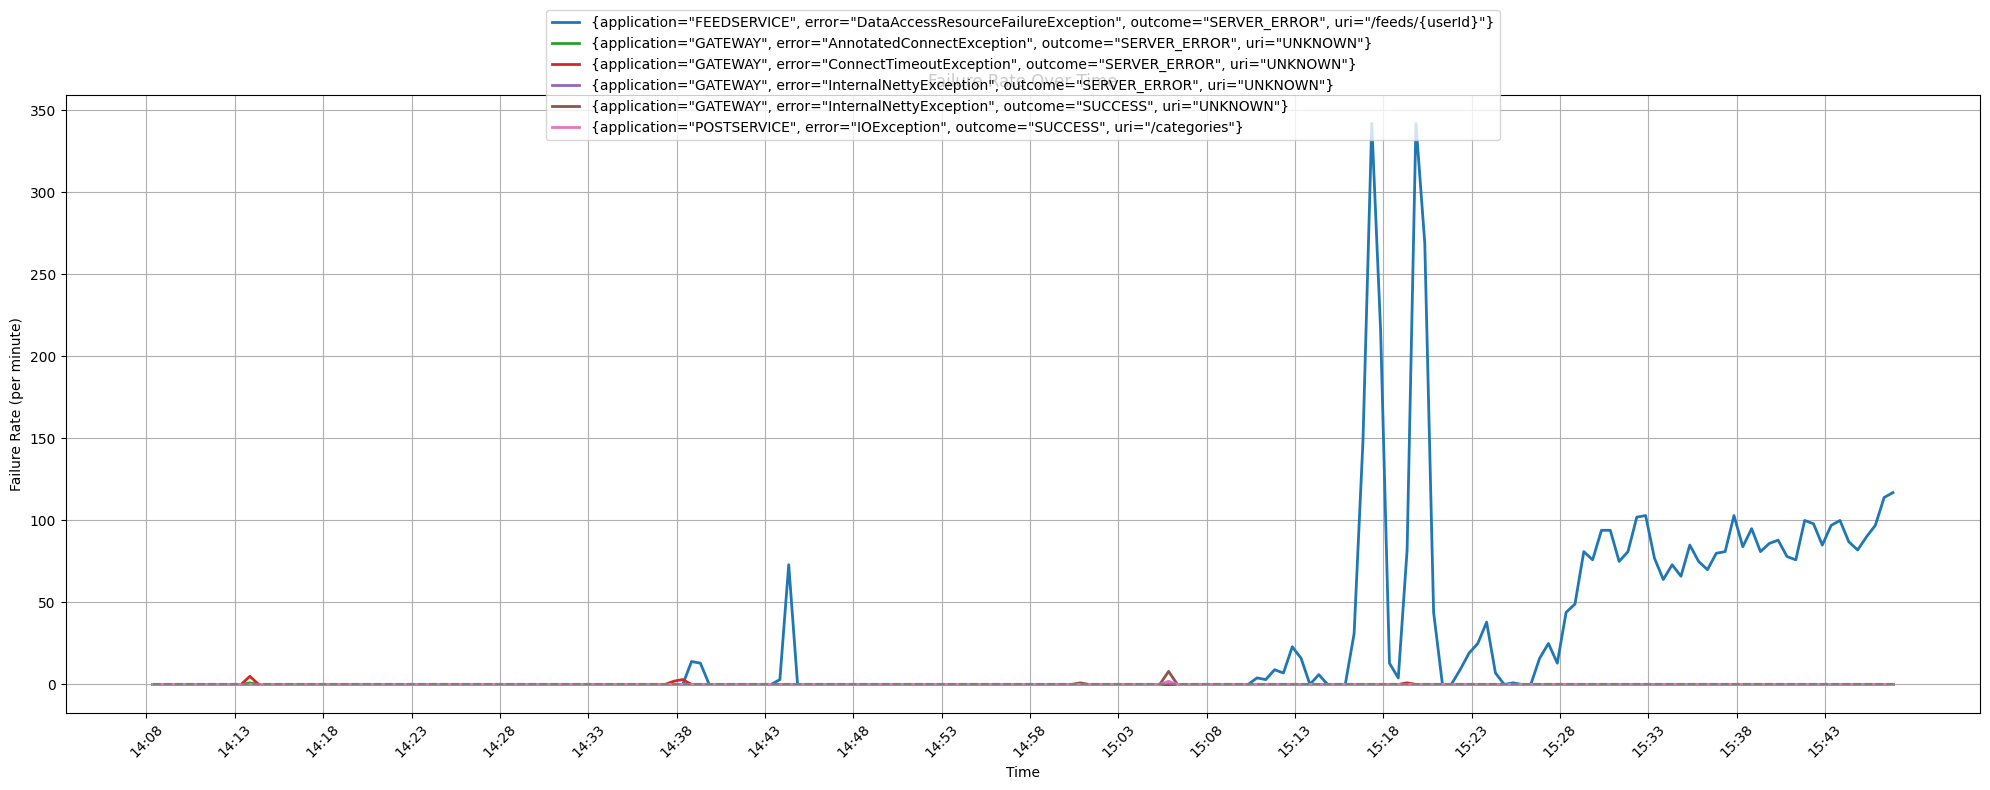 {application="FEEDSERVICE", error="DataAccessResourceFailureException", outcome="SERVER_ERROR", uri="/feeds/{userId}"}
{application="GATEWAY", error="AnnotatedConnectException", outcome="SERVER_ERROR", uri="UNKNOWN"}
{application="GATEWAY", error="ConnectTimeoutException", outcome="SERVER_ERROR", uri="UNKNOWN"}
Failure Rate Over Time
{application="GATEWAY", error="InternalNettyException", outcome="SERVER_ERROR", uri="UNKNOWN"}
{application="GATEWAY", error="InternalNettyException", outcome="SUCCESS", uri="UNKNOWN"}
{application="POSTSERVICE", error="IOException", outcome="SUCCESS", uri="/categories"}
Failure Rate (per minute)
350
300
250
200
150
100
50
0
14:08 14:13 14:18 14:23 14:28 14:33 14:38 14:43 14:48 14:53 14:58 15:03 15:08 15:13 15:18 15:23 15:28 15:33 15:38 15:43
Time